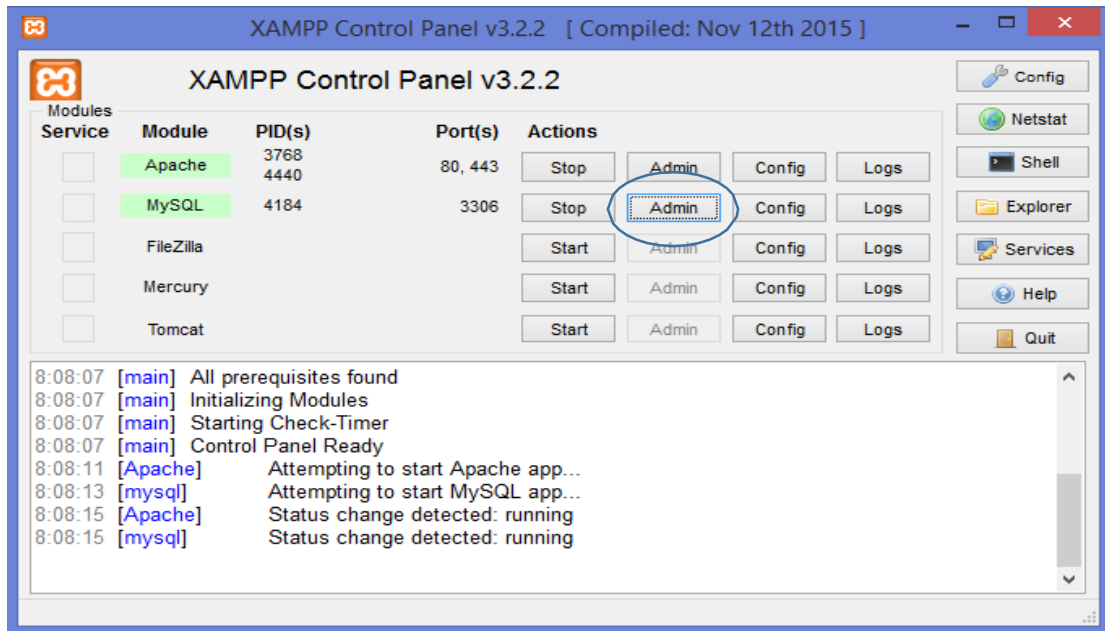 XAMPP Control Panel v3.2.2 [ Compiled: Nov 12th 2015 ]
XAMPP Control Panel v3.2.2
Config
Modules
Service Module PID(s) Port(s) Actions
Netstat
Apache 3768 4440 80, 443 Stop Admin Config Logs
Shell
MySQL 4184 3306 Stop Admin Config Logs
Explorer
FileZilla Start Admin Config Logs
Services
Mercury Start Admin Config Logs
Help
Tomcat Start Admin Config Logs
Quit
8:08:07 [main] All prerequisites found
8:08:07 [main] Initializing Modules
8:08:07 [main] Starting Check-Timer
8:08:07 [main] Control Panel Ready
8:08:11 [Apache] Attempting to start Apache app...
8:08:13 [mysql] Attempting to start MySQL app...
8:08:15 [Apache] Status change detected: running
8:08:15 [mysql] Status change detected: running